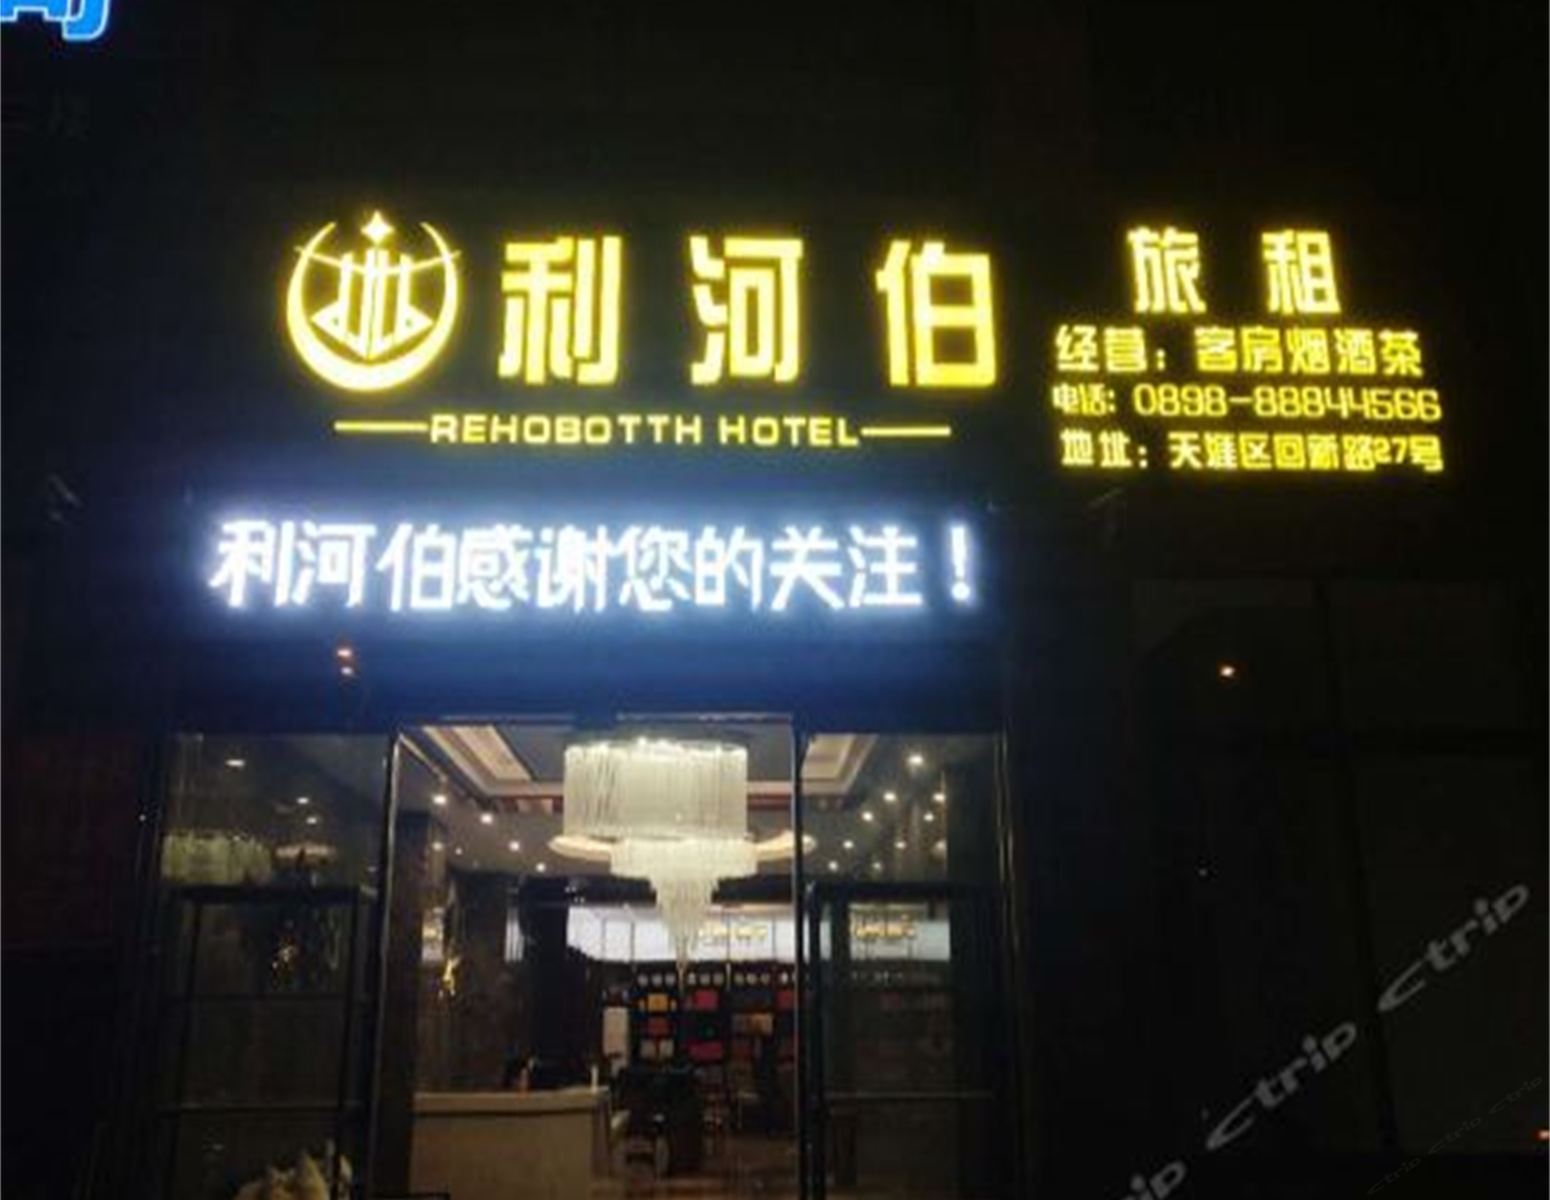 利河伯
REHOBOTTH HOTEL
旅租
经营：客房烟酒茶
电话：0898-88844566
地址：天涯区回新路27号
利河伯感谢您的关注！
ctrip ctrip ctrip